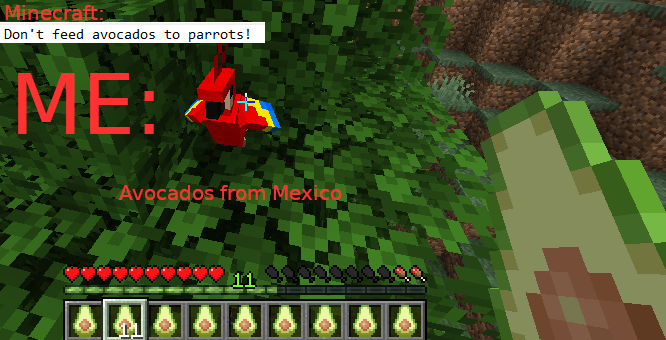 Minecraft:
Don't feed avocados to parrots!
ME:
Avocados from Mexico
11
11